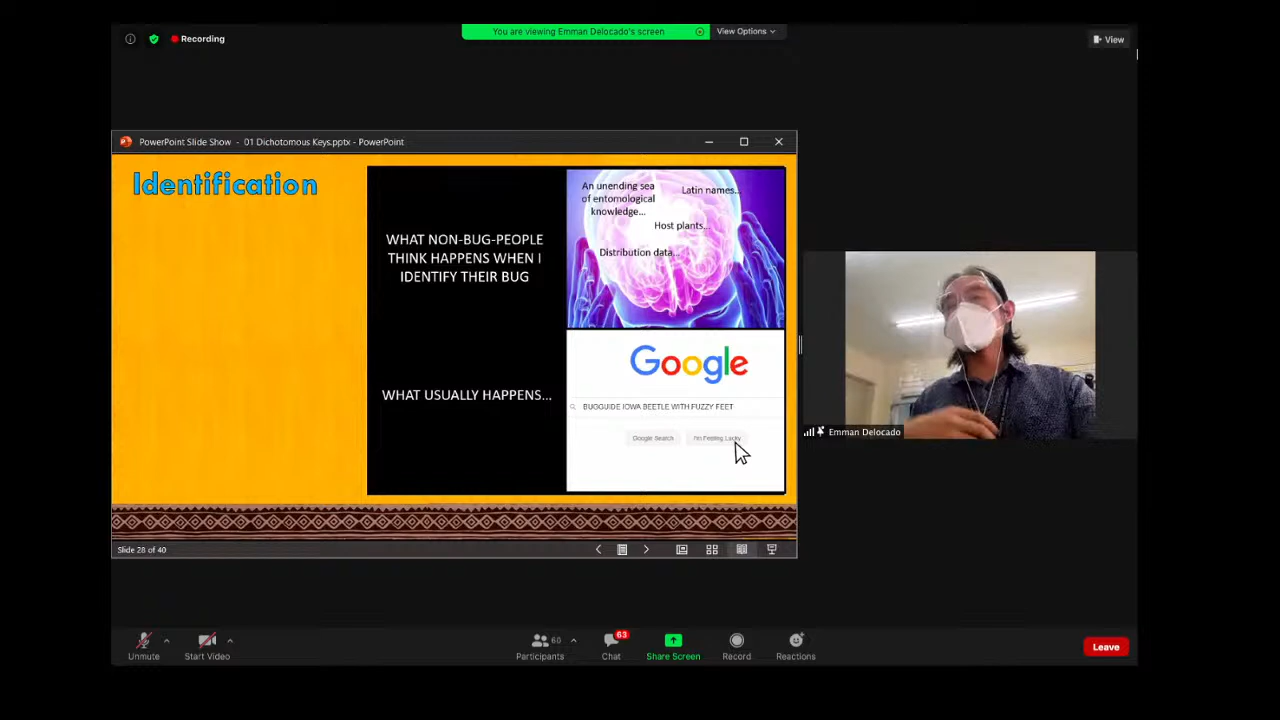 Recording
You are viewing Emman Delocado's screen
View Options
View
PowerPoint Slide Show - 01 Dichotomous Keys.pptx - PowerPoint
Identification
WHAT NON-BUG-PEOPLE
THINK HAPPENS WHEN I
IDENTIFY THEIR BUG
An unending sea
of entomological
knowledge...
Latin names...
Host plants...
Distribution data...
WHAT USUALLY HAPPENS...
Google
BUGGUIDE IOWA BEETLE WITH FUZZY FEET
Google Search
I'm Feeling Lucky
Emman Delocado
Slide 28 of 40
Unmute
Start Video
60
Participants
63
Chat
Share Screen
Record
Reactions
Leave